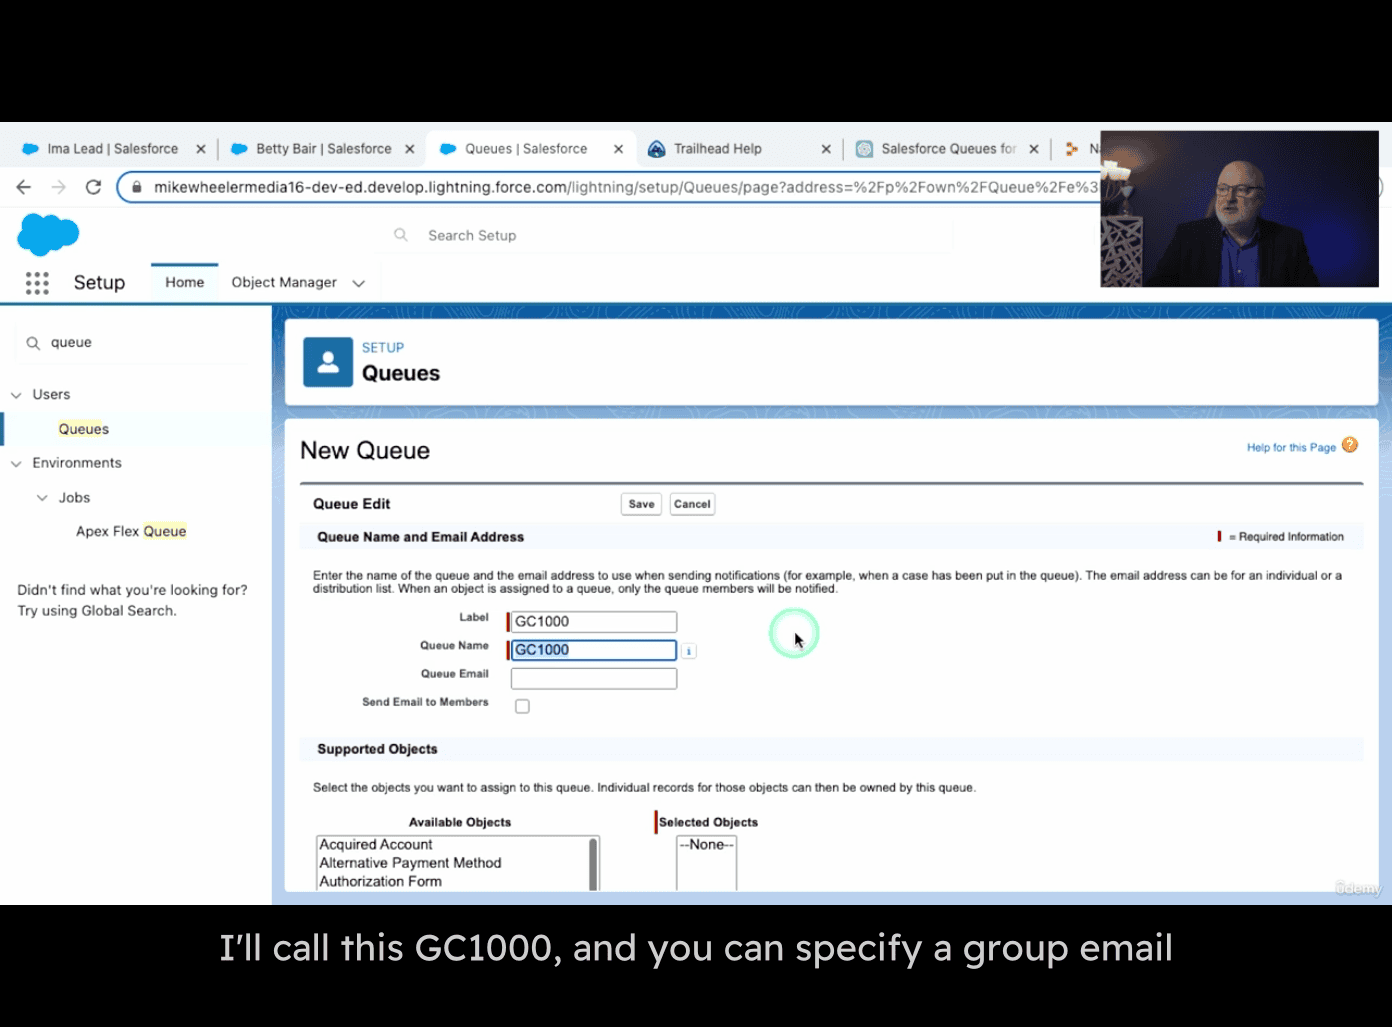 Ima Lead | Salesforce
Betty Bair | Salesforce
Queues | Salesforce
Trailhead Help
Salesforce Queues for
mikewheelermedia16-dev-ed.develop.lightning.force.com/lightning/setup/Queues/page?address=%2Fp%2Fown%2FQueue%2Fe%3
Search Setup
Setup
Home
Object Manager
queue
Users
Queues
Environments
Jobs
Apex Flex Queue
Didn't find what you're looking for?
Try using Global Search.
SETUP
Queues
New Queue
Help for this Page
Queue Edit
Save
Cancel
Queue Name and Email Address
= Required Information
Enter the name of the queue and the email address to use when sending notifications (for example, when a case has been put in the queue). The email address can be for an individual or a
distribution list. When an object is assigned to a queue, only the queue members will be notified.
Label
GC1000
Queue Name
GC1000
i
Queue Email
Send Email to Members
Supported Objects
Select the objects you want to assign to this queue. Individual records for those objects can then be owned by this queue.
Available Objects
Selected Objects
Acquired Account
--None--
Alternative Payment Method
Authorization Form
ûdemy
I'll call this GC1000, and you can specify a group email